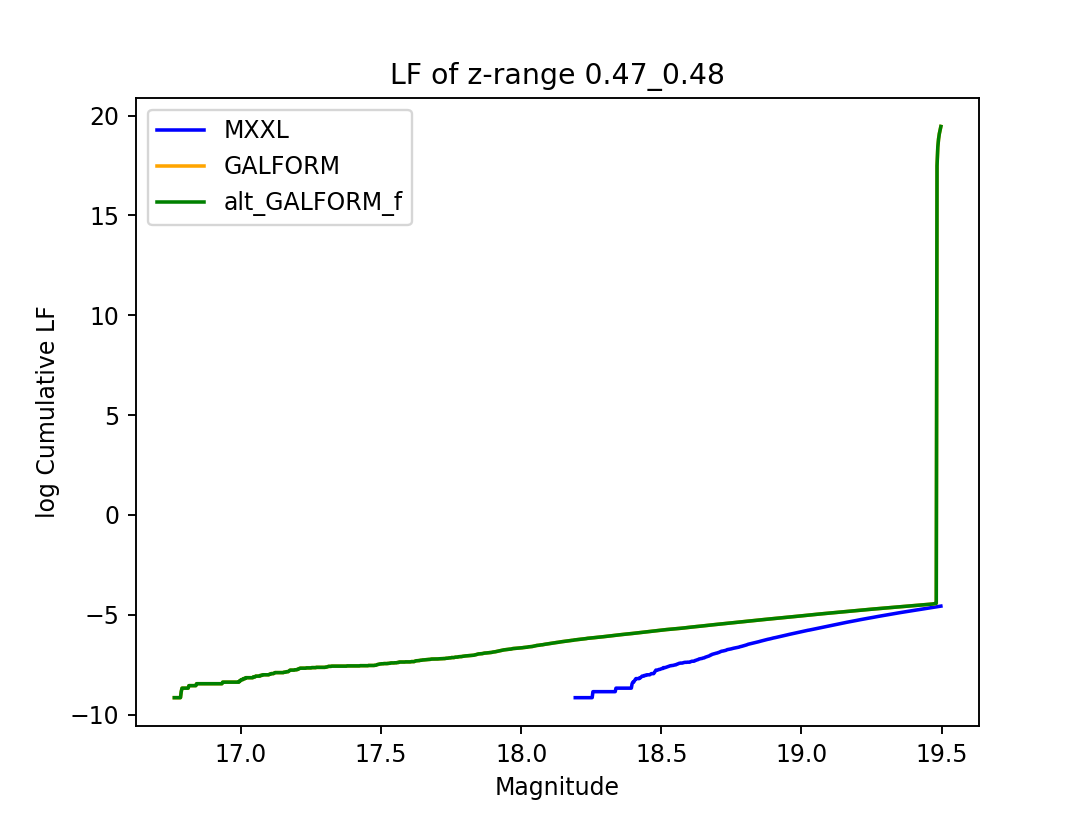 LF of z-range 0.47_0.48
20
15
10
5
0
−5
−10
log Cumulative LF
MXXL
GALFORM
alt_GALFORM_f
17.0 17.5 18.0 18.5 19.0 19.5
Magnitude